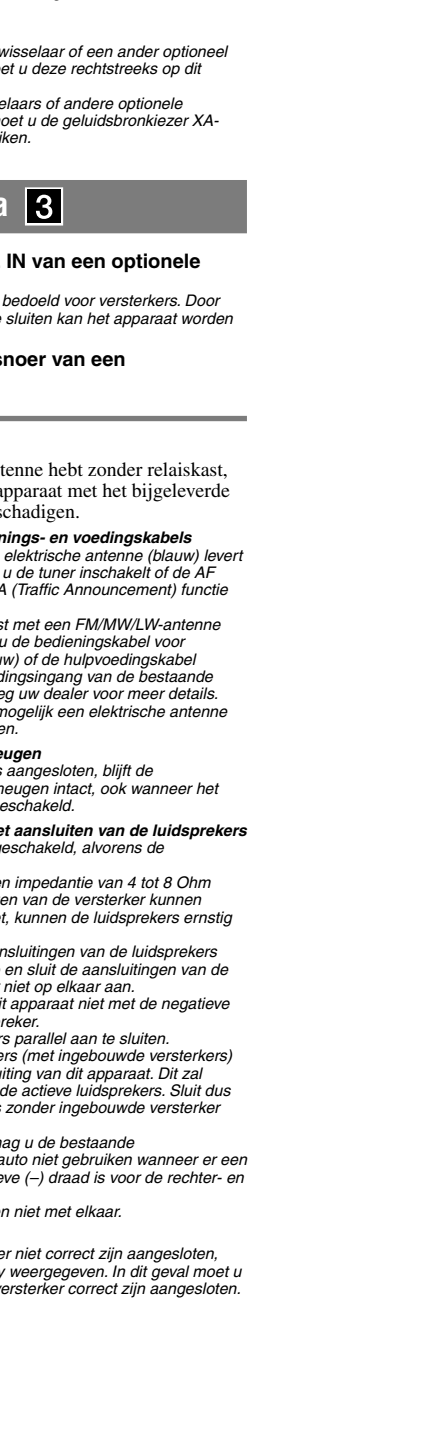 wisselaar of een ander optioneel
et u deze rechtstreeks op dit
elaars of andere optionele
oet u de geluidsbronkiezer XA-
iken.
a 3
IN van een optionele
bedoeld voor versterkers. Door
e sluiten kan het apparaat worden
snoer van een
tenne hebt zonder relaiskast,
apparaat met het bijgeleverde
schadigen.
nings- en voedingskabels
elektrische antenne (blauw) levert
u de tuner inschakelt of de AF
A (Traffic Announcement) functie
st met een FM/MW/LW-antenne
u de bedieningskabel voor
uw) of de hulpvoedingskabel
dingsingang van de bestaande
eg uw dealer voor meer details.
mogelijk een elektrische antenne
en.
eugen
s aangesloten, blijft de
heugen intact, ook wanneer het
eschakeld.
et aansluiten van de luidsprekers
geschakeld, alvorens de
en impedantie van 4 tot 8 Ohm
en van de versterker kunnen
t, kunnen de luidsprekers ernstig
nsluitingen van de luidsprekers
en sluit de aansluitingen van de
niet op elkaar aan.
it apparaat niet met de negatieve
reker.
rs parallel aan te sluiten.
ers (met ingebouwde versterkers)
uiting van dit apparaat. Dit zal
de actieve luidsprekers. Sluit dus
s zonder ingebouwde versterker
nag u de bestaande
auto niet gebruiken wanneer er een
eve (–) draad is voor de rechter- en
n niet met elkaar.
er niet correct zijn aangesloten,
y weergegeven. In dit geval moet u
versterker correct zijn aangesloten.